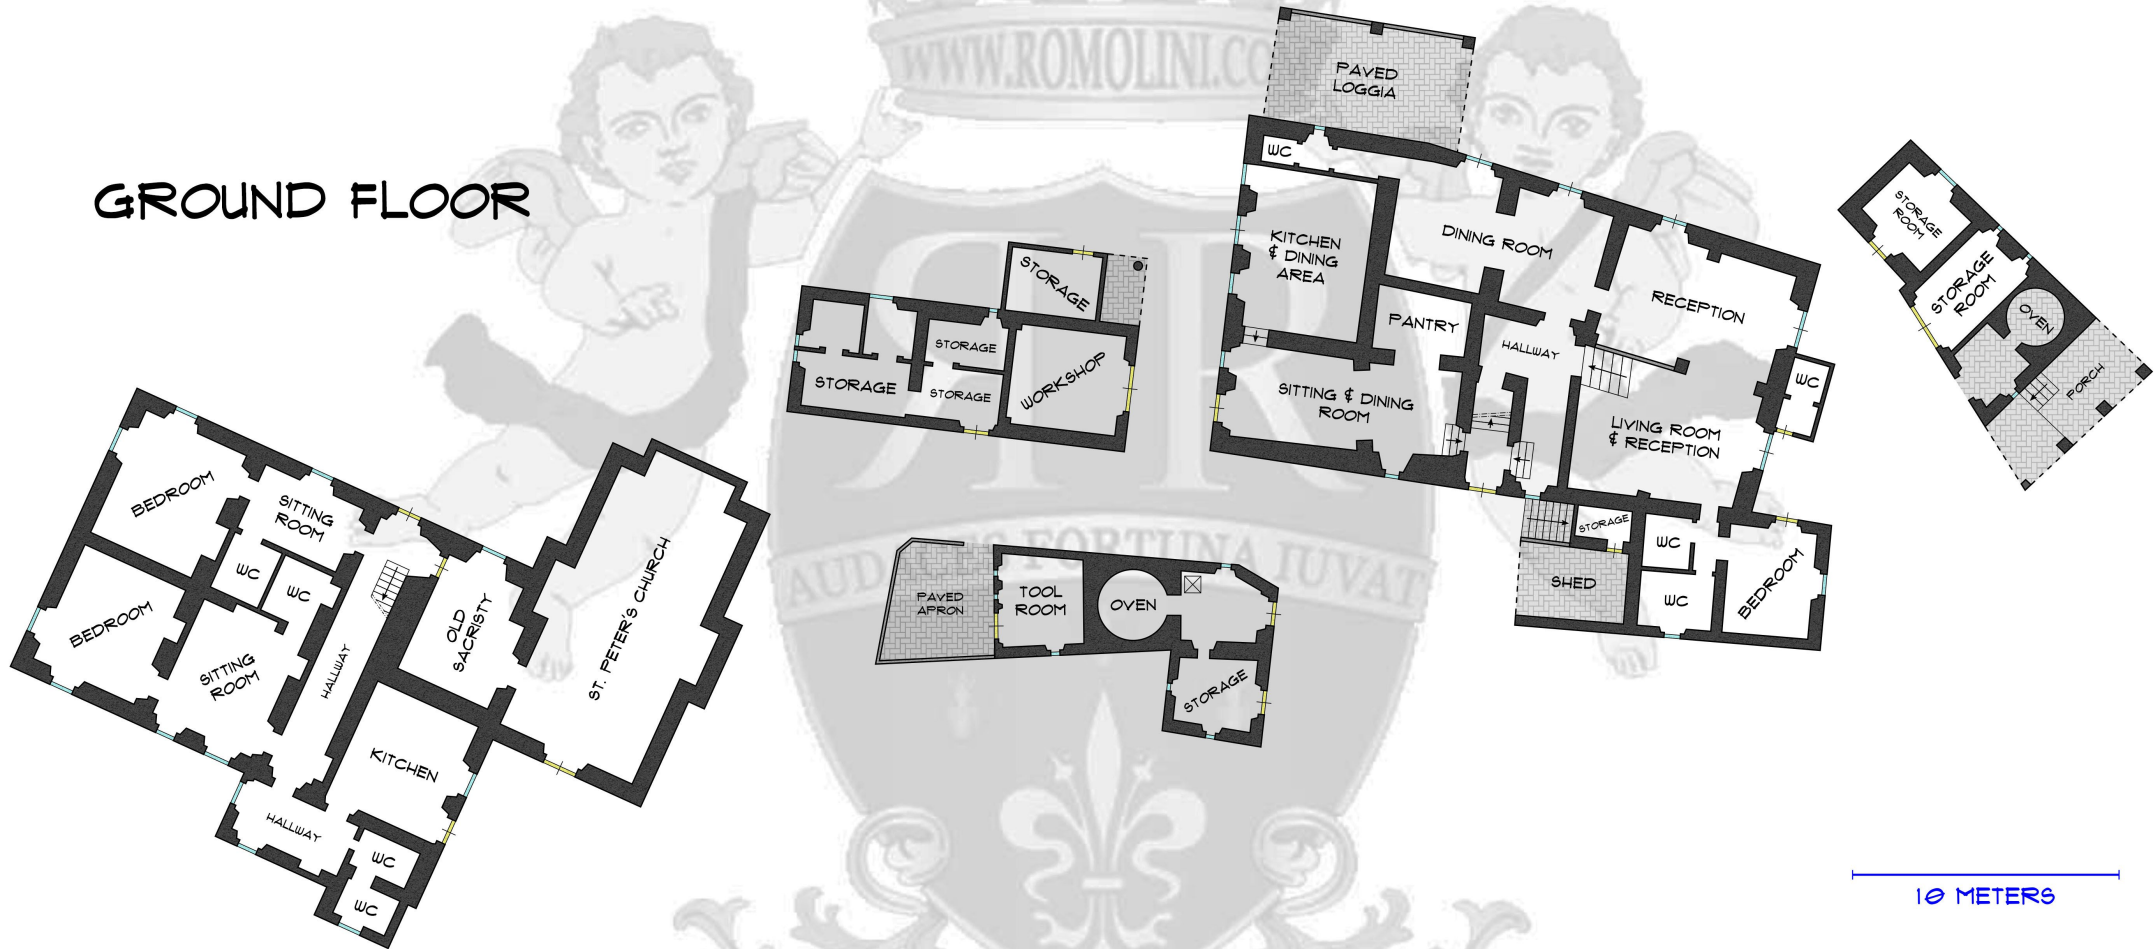 GROUND FLOOR
WWW.ROMOLINI.CO
R R
AUDACES FORTUNA IUVAT
BEDROOM
SITTING
ROOM
WC
WC
BEDROOM
SITTING
ROOM
HALLWAY
OLD
SACRISTY
ST. PETER'S CHURCH
KITCHEN
HALLWAY
WC
WC
STORAGE
STORAGE
STORAGE
STORAGE
WORKSHOP
PAVED
APRON
TOOL
ROOM
OVEN
STORAGE
PAVED
LOGGIA
WC
KITCHEN
& DINING
AREA
DINING ROOM
RECEPTION
PANTRY
HALLWAY
SITTING & DINING
ROOM
LIVING ROOM
& RECEPTION
WC
STORAGE
SHED
WC
WC
BEDROOM
STORAGE
ROOM
STORAGE
ROOM
OVEN
PORCH
10 METERS